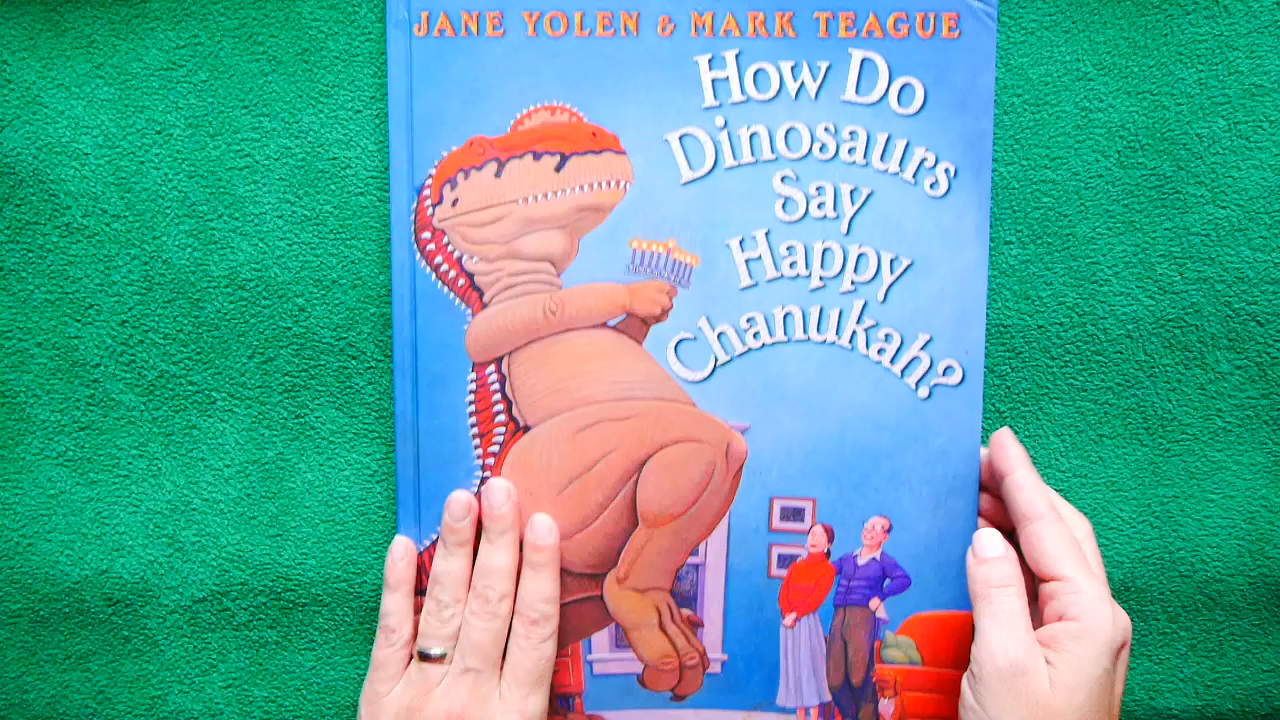 JANE YOLEN & MARK TEAGUE
How Do
Dinosaurs
Say
Happy
Chanukah?